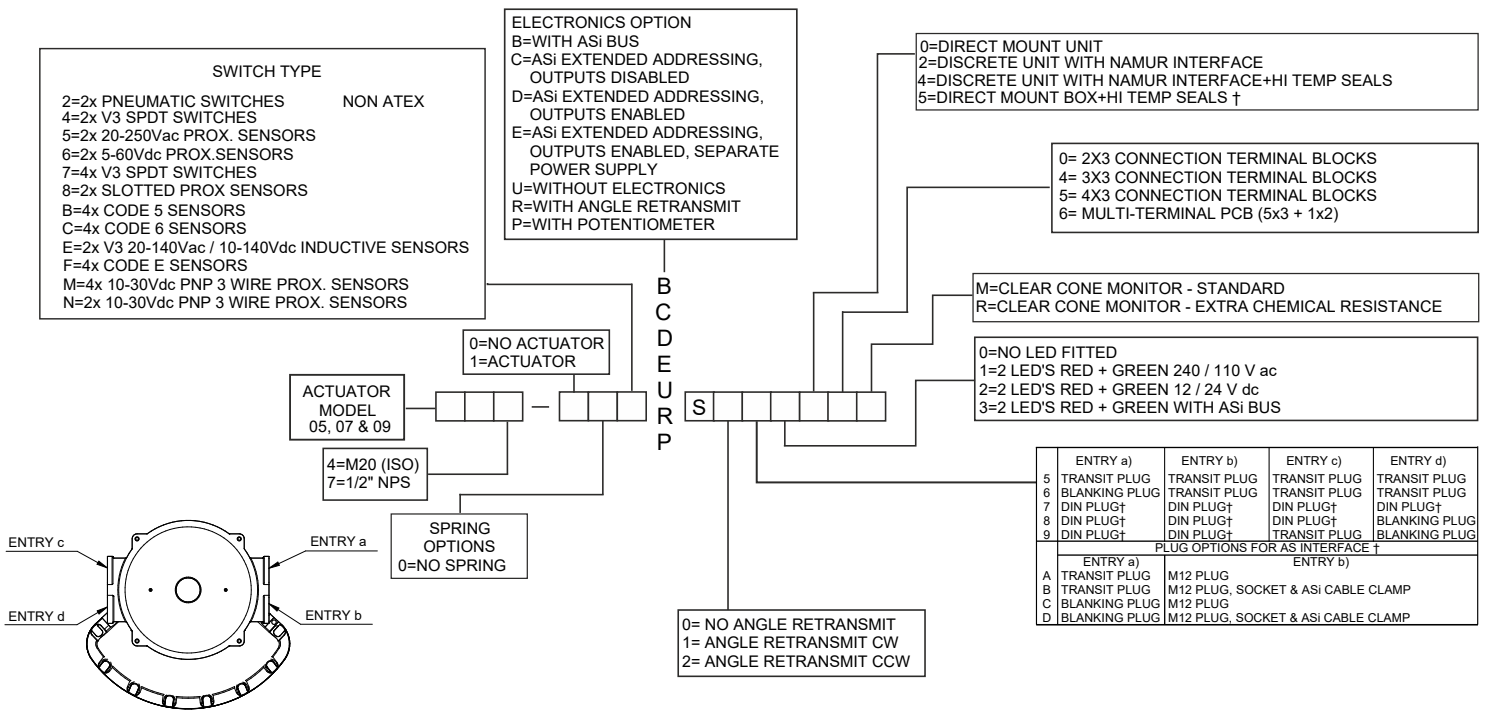 SWITCH TYPE
2=2x PNEUMATIC SWITCHES NON ATEX
4=2x V3 SPDT SWITCHES
5=2x 20-250Vac PROX. SENSORS
6=2x 5-60Vdc PROX.SENSORS
7=4x V3 SPDT SWITCHES
8=2x SLOTTED PROX SENSORS
B=4x CODE 5 SENSORS
C=4x CODE 6 SENSORS
E=2x V3 20-140Vac / 10-140Vdc INDUCTIVE SENSORS
F=4x CODE E SENSORS
M=4x 10-30Vdc PNP 3 WIRE PROX. SENSORS
N=2x 10-30Vdc PNP 3 WIRE PROX. SENSORS
ELECTRONICS OPTION
B=WITH ASi BUS
C=ASi EXTENDED ADDRESSING,
OUTPUTS DISABLED
D=ASi EXTENDED ADDRESSING,
OUTPUTS ENABLED
E=ASi EXTENDED ADDRESSING,
OUTPUTS ENABLED, SEPARATE
POWER SUPPLY
U=WITHOUT ELECTRONICS
R=WITH ANGLE RETRANSMIT
P=WITH POTENTIOMETER
0=DIRECT MOUNT UNIT
2=DISCRETE UNIT WITH NAMUR INTERFACE
4=DISCRETE UNIT WITH NAMUR INTERFACE+HI TEMP SEALS
5=DIRECT MOUNT BOX+HI TEMP SEALS †
0= 2X3 CONNECTION TERMINAL BLOCKS
4= 3X3 CONNECTION TERMINAL BLOCKS
5= 4X3 CONNECTION TERMINAL BLOCKS
6= MULTI-TERMINAL PCB (5x3 + 1x2)
M=CLEAR CONE MONITOR - STANDARD
R=CLEAR CONE MONITOR - EXTRA CHEMICAL RESISTANCE
0=NO LED FITTED
1=2 LED'S RED + GREEN 240 / 110 V ac
2=2 LED'S RED + GREEN 12 / 24 V dc
3=2 LED'S RED + GREEN WITH ASi BUS
0=NO ACTUATOR
1=ACTUATOR
ACTUATOR
MODEL
05, 07 & 09
B
C
D
E
U
R
P
S
4=M20 (ISO)
7=1/2" NPS
SPRING
OPTIONS
0=NO SPRING
ENTRY a) ENTRY b) ENTRY c) ENTRY d)
5 TRANSIT PLUG TRANSIT PLUG TRANSIT PLUG TRANSIT PLUG
6 BLANKING PLUG TRANSIT PLUG TRANSIT PLUG TRANSIT PLUG
7 DIN PLUG† DIN PLUG† DIN PLUG† DIN PLUG†
8 DIN PLUG† DIN PLUG† DIN PLUG† BLANKING PLUG
9 DIN PLUG† DIN PLUG† TRANSIT PLUG BLANKING PLUG
PLUG OPTIONS FOR AS INTERFACE †
ENTRY a) ENTRY b)
A TRANSIT PLUG M12 PLUG
B TRANSIT PLUG M12 PLUG, SOCKET & ASi CABLE CLAMP
C BLANKING PLUG M12 PLUG
D BLANKING PLUG M12 PLUG, SOCKET & ASi CABLE CLAMP
0= NO ANGLE RETRANSMIT
1= ANGLE RETRANSMIT CW
2= ANGLE RETRANSMIT CCW
ENTRY c
ENTRY a
ENTRY d
ENTRY b